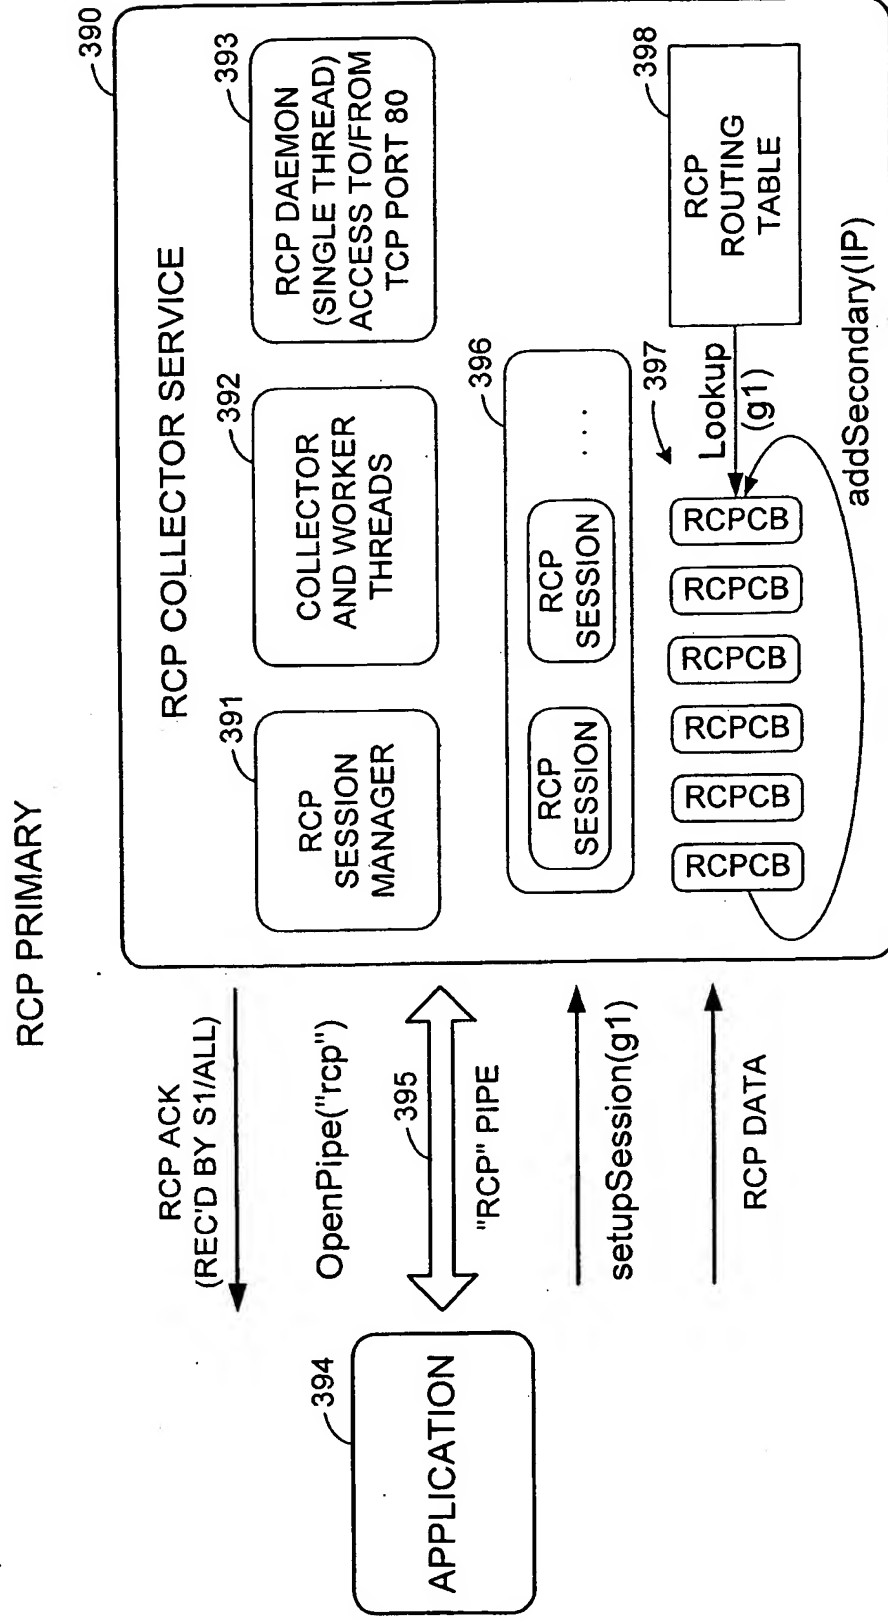 RCP PRIMARY
390
RCP COLLECTOR SERVICE
391
RCP
SESSION
MANAGER
392
COLLECTOR
AND WORKER
THREADS
393
RCP DAEMON
(SINGLE THREAD)
ACCESS TO/FROM
TCP PORT 80
RCP ACK
(REC'D BY S1/ALL)
OpenPipe("rcp")
395
"RCP" PIPE
setupSession(g1)
RCP DATA
394
APPLICATION
396
RCP
SESSION
RCP
SESSION
...
397
RCPCB
RCPCB
RCPCB
RCPCB
RCPCB
RCPCB
Lookup
(g1)
398
RCP
ROUTING
TABLE
addSecondary(IP)